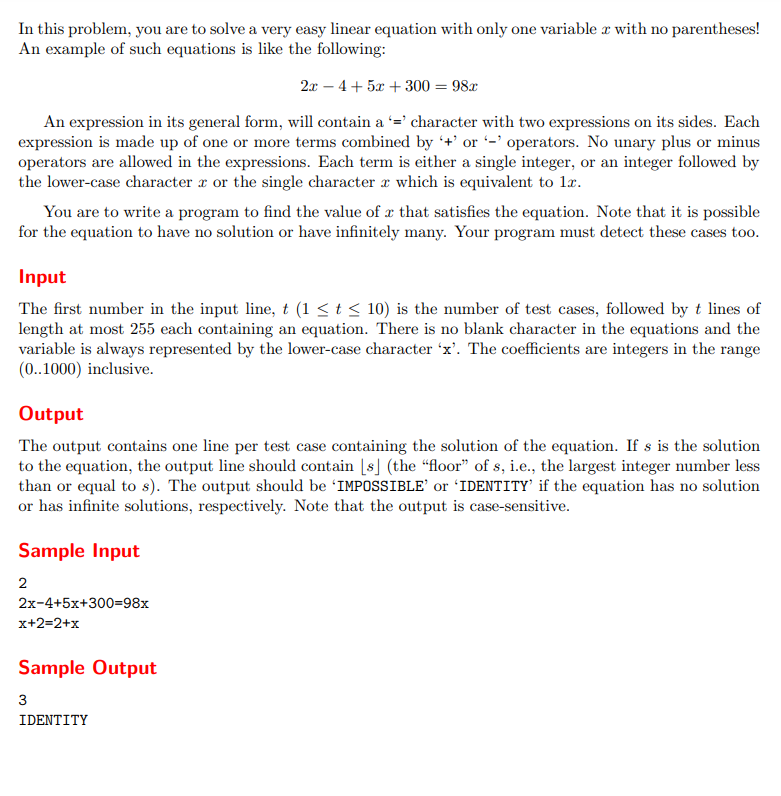 In this problem, you are to solve a very easy linear equation with only one variable x with no parentheses!
An example of such equations is like the following:
2x − 4 + 5x + 300 = 98x
An expression in its general form, will contain a ‘=’ character with two expressions on its sides. Each
expression is made up of one or more terms combined by ‘+’ or ‘-’ operators. No unary plus or minus
operators are allowed in the expressions. Each term is either a single integer, or an integer followed by
the lower-case character x or the single character x which is equivalent to 1x.
You are to write a program to find the value of x that satisfies the equation. Note that it is possible
for the equation to have no solution or have infinitely many. Your program must detect these cases too.
Input
The first number in the input line, t (1 ≤ t ≤ 10) is the number of test cases, followed by t lines of
length at most 255 each containing an equation. There is no blank character in the equations and the
variable is always represented by the lower-case character ‘x’. The coefficients are integers in the range
(0..1000) inclusive.
Output
The output contains one line per test case containing the solution of the equation. If s is the solution
to the equation, the output line should contain ⌊s⌋ (the “floor” of s, i.e., the largest integer number less
than or equal to s). The output should be ‘IMPOSSIBLE’ or ‘IDENTITY’ if the equation has no solution
or has infinite solutions, respectively. Note that the output is case-sensitive.
Sample Input
2
2x-4+5x+300=98x
x+2=2+x
Sample Output
3
IDENTITY